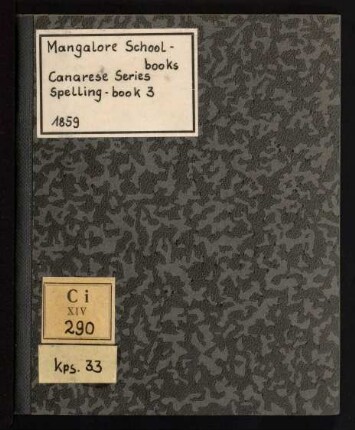 Mangalore School-
books
Canarese Series
Spelling-book 3
1859
Ci
XIV
290
kps. 33